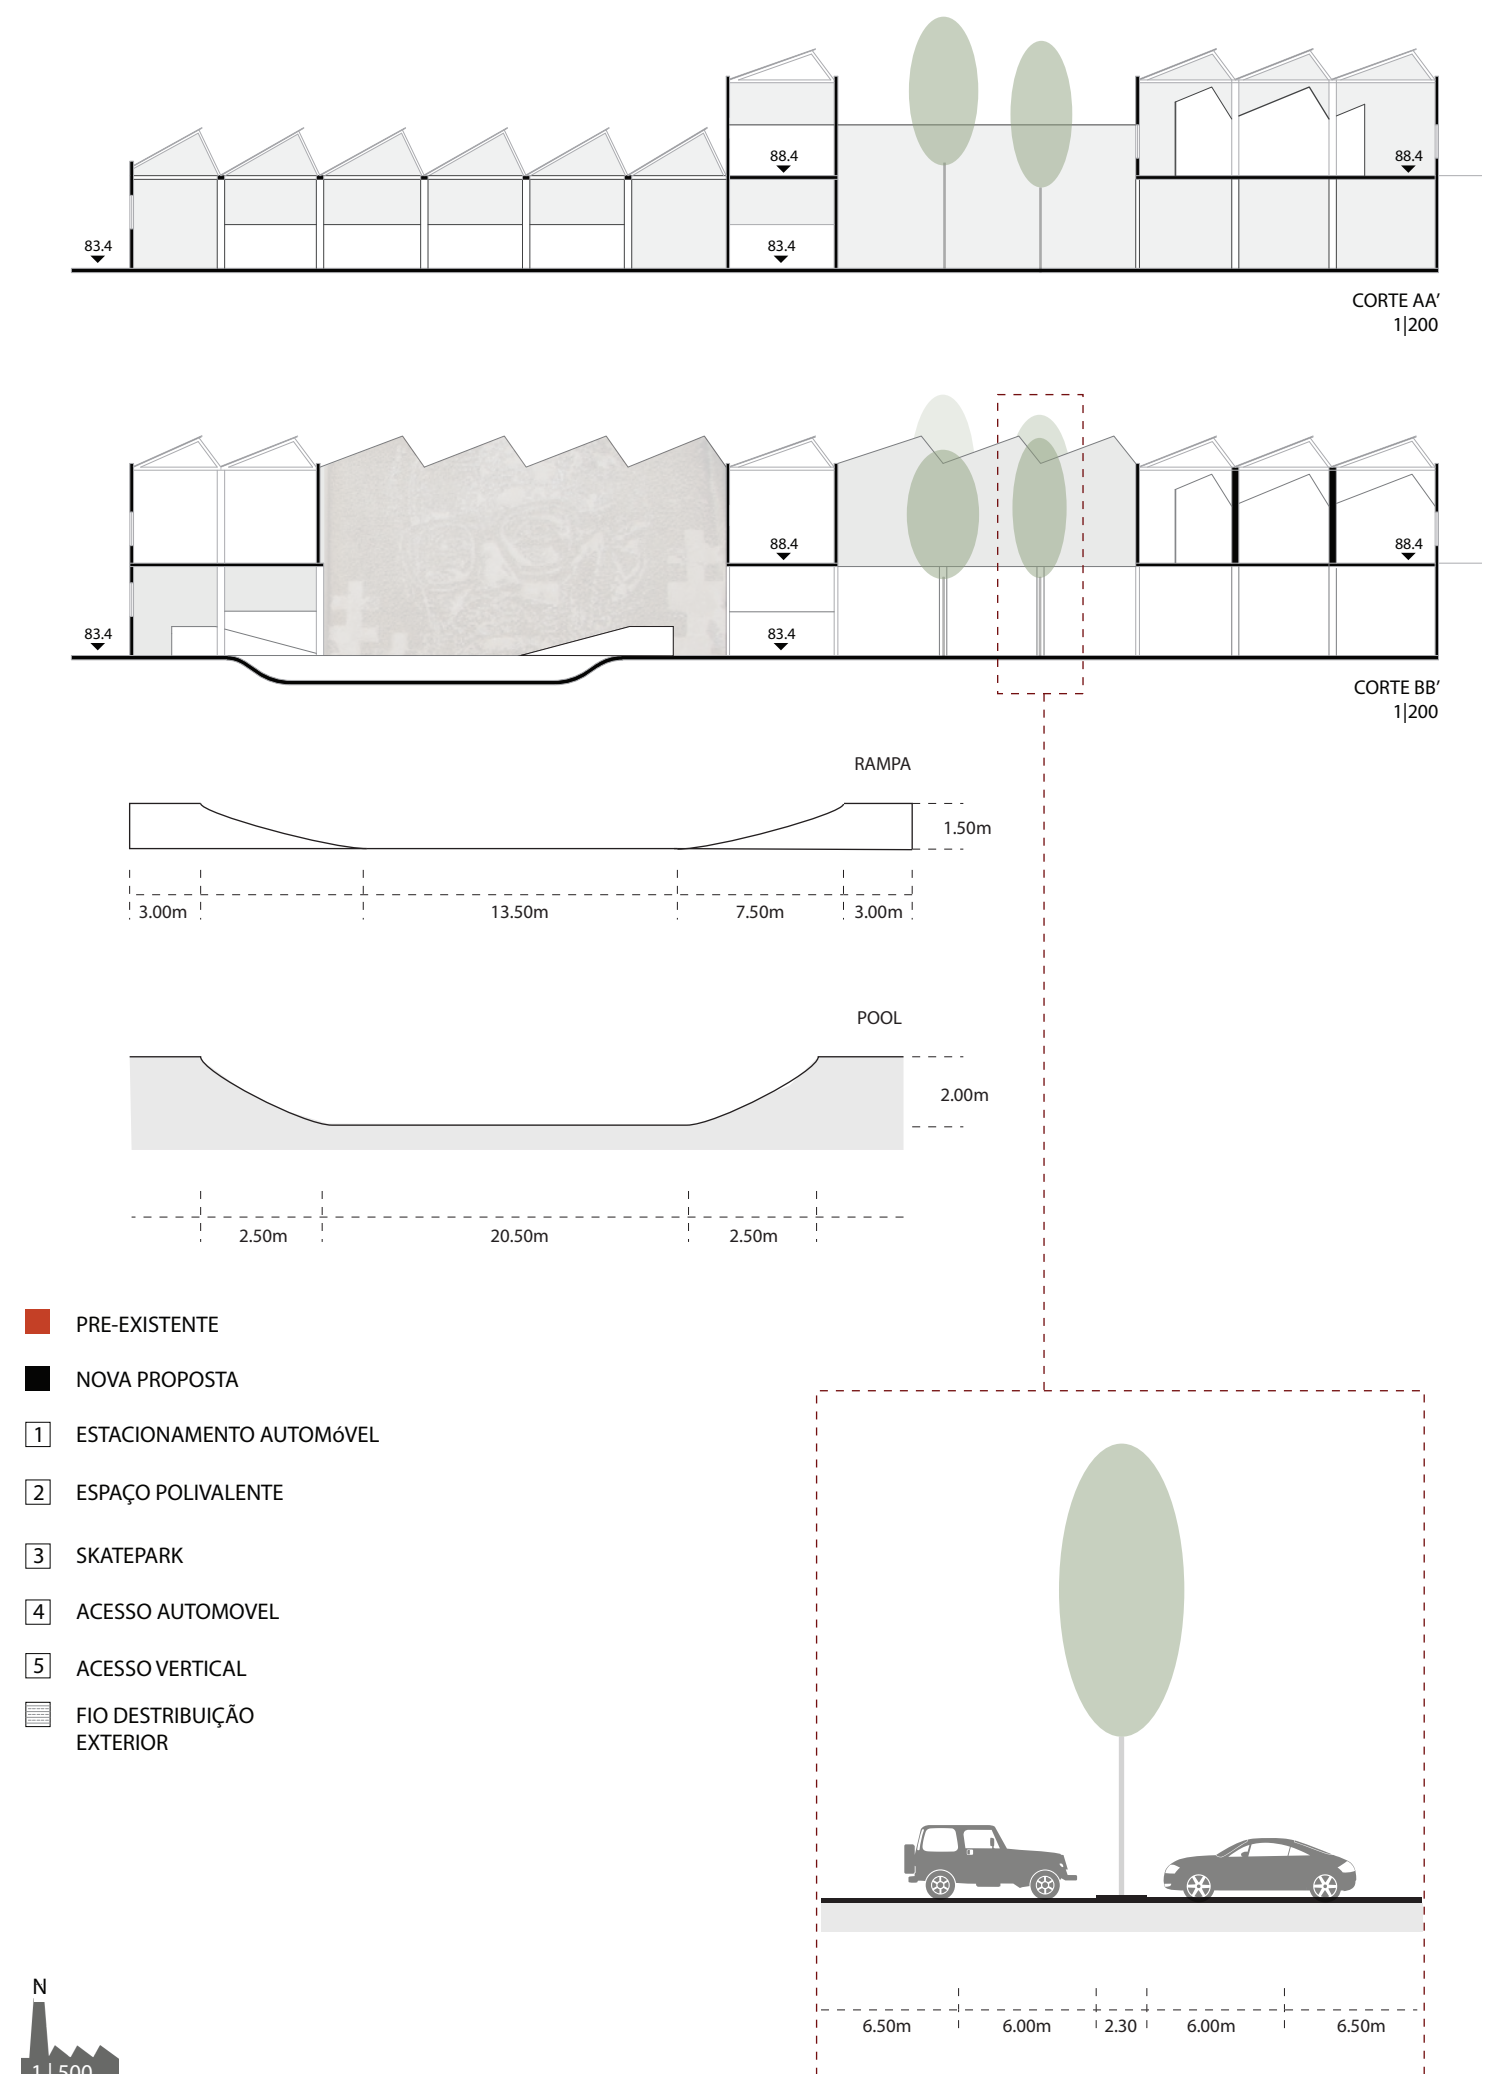 88.4
88.4
83.4
83.4
CORTE AA'
1|200
88.4
88.4
83.4
83.4
CORTE BB'
1|200
RAMPA
1.50m
3.00m
13.50m
7.50m
3.00m
POOL
2.00m
2.50m
20.50m
2.50m
PRE-EXISTENTE
NOVA PROPOSTA
1 ESTACIONAMENTO AUTOMóVEL
2 ESPAÇO POLIVALENTE
3 SKATEPARK
4 ACESSO AUTOMOVEL
5 ACESSO VERTICAL
FIO DESTRIBUIÇÃO
EXTERIOR
N
1 | 500
6.50m
6.00m
2.30
6.00m
6.50m